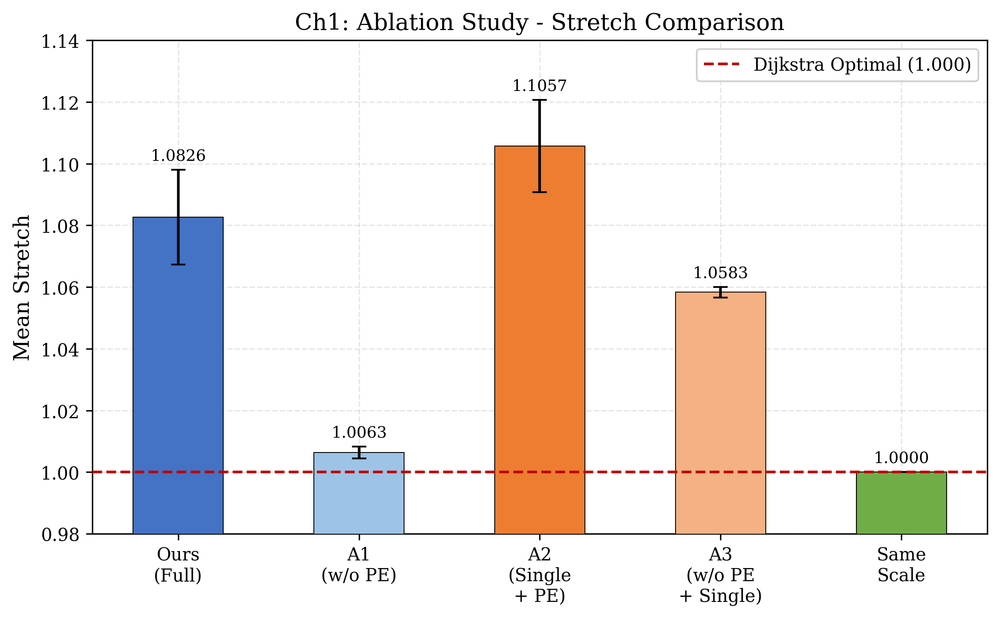 Ch1: Ablation Study - Stretch Comparison
Dijkstra Optimal (1.000)
Mean Stretch
1.14
1.12
1.10
1.08
1.06
1.04
1.02
1.00
0.98
1.0826
1.0063
1.1057
1.0583
1.0000
Ours
(Full)
A1
(w/o PE)
A2
(Single
+ PE)
A3
(w/o PE
+ Single)
Same
Scale